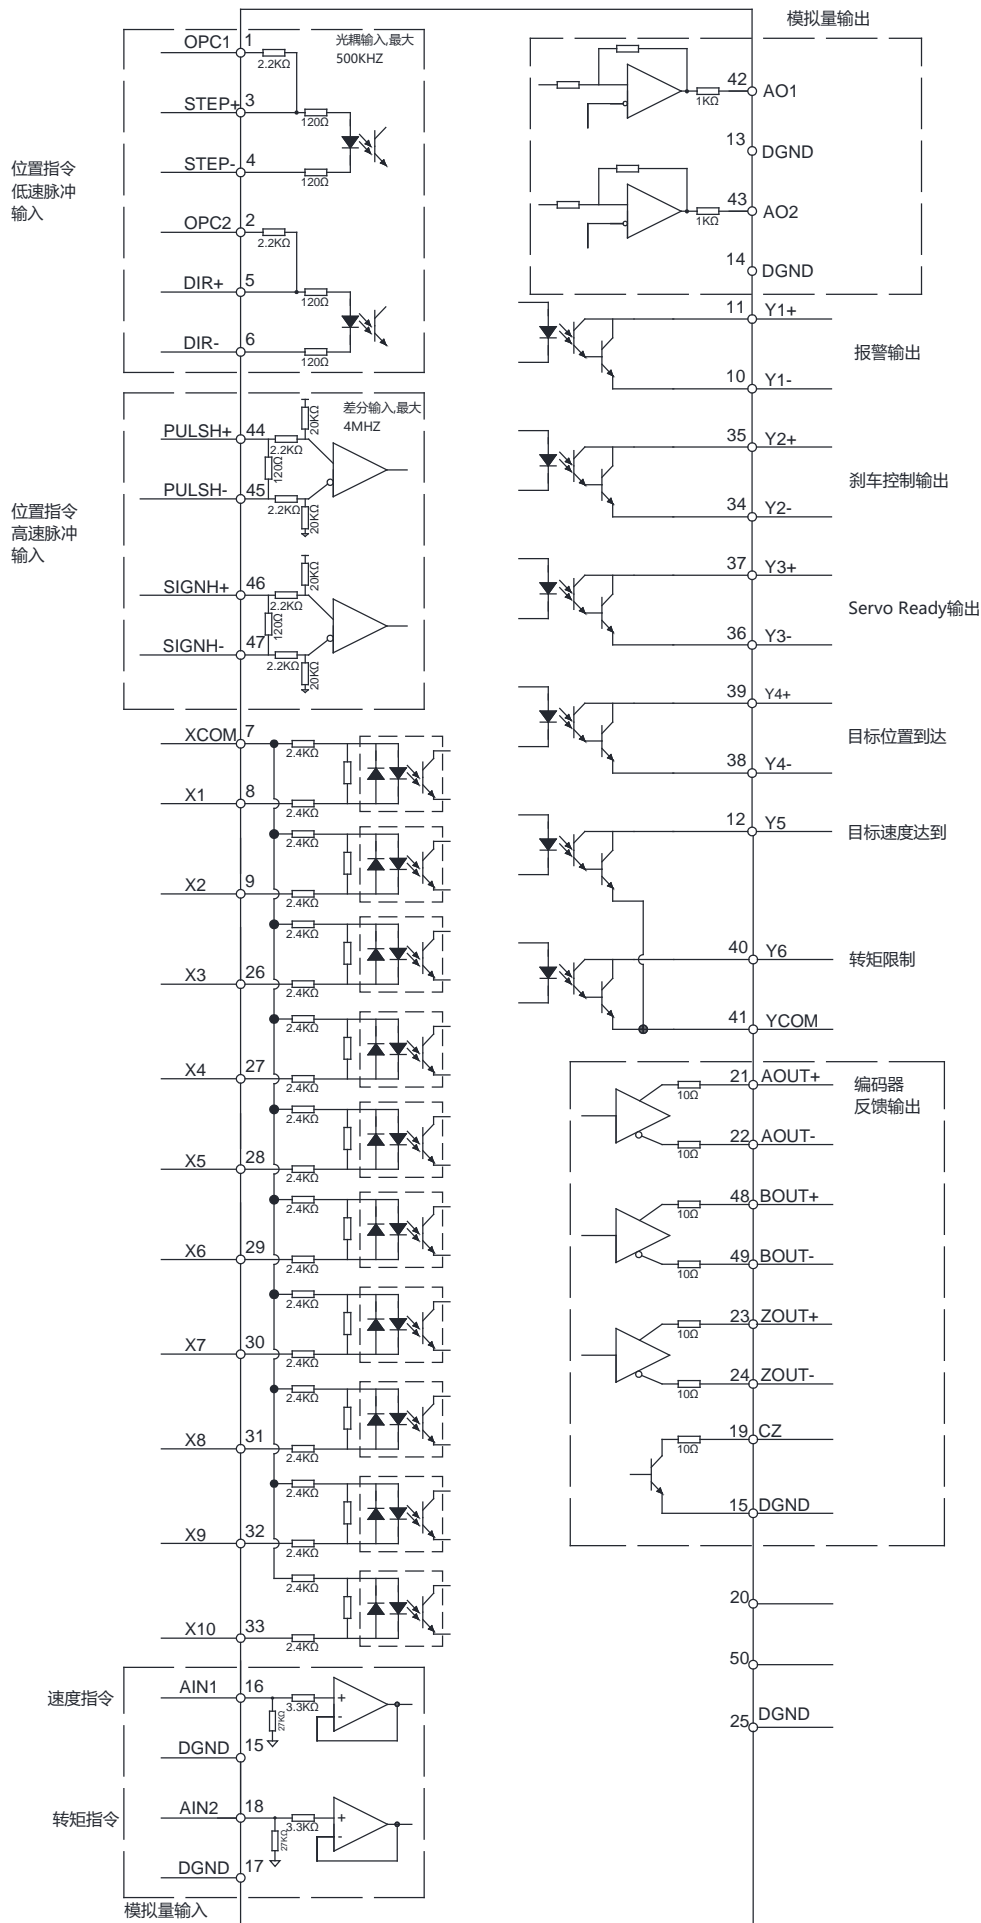 模拟量输出
OPC1 1
光耦输入,最大
500KHZ
2.2KΩ
STEP+ 3
120Ω
STEP- 4
120Ω
位置指令
低速脉冲
输入
OPC2 2
2.2KΩ
DIR+ 5
120Ω
DIR- 6
120Ω
差分输入,最大
4MHZ
20KΩ
PULSH+ 44
2.2KΩ
120Ω
PULSH- 45
2.2KΩ
20KΩ
位置指令
高速脉冲
输入
20KΩ
SIGNH+ 46
2.2KΩ
120Ω
SIGNH- 47
2.2KΩ
20KΩ
XCOM 7
2.4KΩ
X1 8
2.4KΩ
2.4KΩ
X2 9
2.4KΩ
2.4KΩ
X3 26
2.4KΩ
2.4KΩ
X4 27
2.4KΩ
2.4KΩ
X5 28
2.4KΩ
2.4KΩ
X6 29
2.4KΩ
2.4KΩ
X7 30
2.4KΩ
2.4KΩ
X8 31
2.4KΩ
2.4KΩ
X9 32
2.4KΩ
2.4KΩ
X10 33
2.4KΩ
速度指令
AIN1 16
3.3KΩ
27KΩ
+
-
DGND 15
转矩指令
AIN2 18
3.3KΩ
27KΩ
+
-
DGND 17
模拟量输入
42 AO1
1KΩ
13 DGND
43 AO2
1KΩ
14 DGND
11 Y1+
报警输出
10 Y1-
35 Y2+
刹车控制输出
34 Y2-
37 Y3+
Servo Ready输出
36 Y3-
39 Y4+
目标位置到达
38 Y4-
12 Y5
目标速度达到
40 Y6
转矩限制
41 YCOM
21 AOUT+
10Ω
编码器
反馈输出
22 AOUT-
10Ω
48 BOUT+
10Ω
49 BOUT-
10Ω
23 ZOUT+
10Ω
24 ZOUT-
10Ω
19 CZ
10Ω
15 DGND
20
50
25 DGND